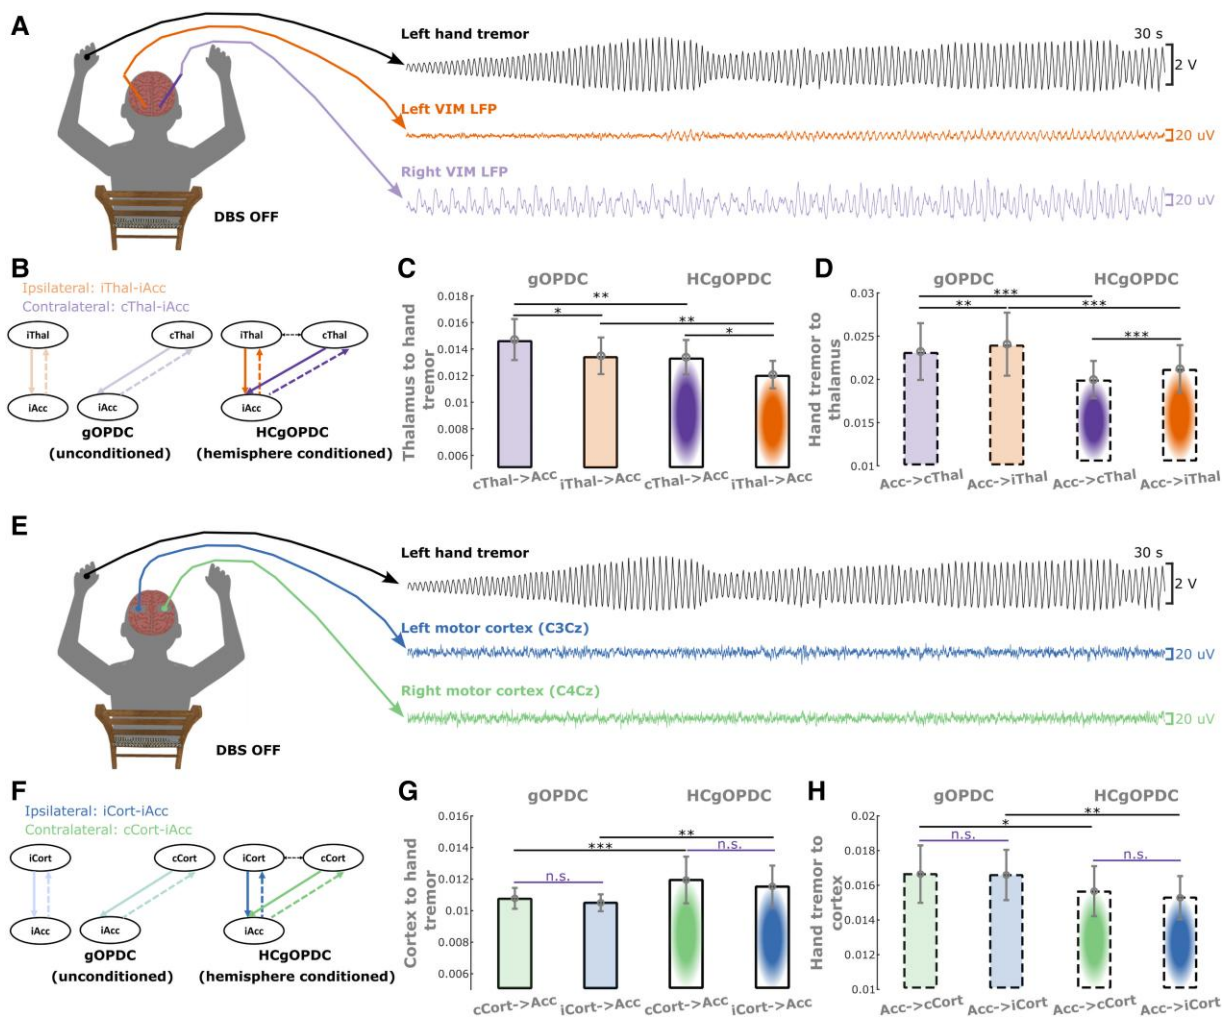 A
Left hand tremor
30 s
2 V
Left VIM LFP
20 uV
Right VIM LFP
20 uV
DBS OFF
B
Ipsilateral: iThal-iAcc
Contralateral: cThal-iAcc
iThal
cThal
iThal
cThal
iAcc
iAcc
iAcc
gOPDC
(unconditioned)
HCgOPDC
(hemisphere conditioned)
C
gOPDC
HCgOPDC
Thalamus to hand
tremor
0.018
0.016
0.014
0.012
0.01
0.008
0.006
**
*
**
*
cThal->Acc
iThal->Acc
cThal->Acc
iThal->Acc
D
gOPDC
HCgOPDC
Hand tremor to
thalamus
0.03
0.025
0.02
0.015
0.01
***
**
***
***
Acc->cThal
Acc->iThal
Acc->cThal
Acc->iThal
E
Left hand tremor
30 s
2 V
Left motor cortex (C3Cz)
20 uV
Right motor cortex (C4Cz)
20 uV
DBS OFF
F
Ipsilateral: iCort-iAcc
Contralateral: cCort-iAcc
iCort
cCort
iCort
cCort
iAcc
iAcc
iAcc
gOPDC
(unconditioned)
HCgOPDC
(hemisphere conditioned)
G
gOPDC
HCgOPDC
Cortex to hand
tremor
0.016
0.014
0.012
0.01
0.008
0.006
**
***
n.s.
n.s.
cCort->Acc
iCort->Acc
cCort->Acc
iCort->Acc
H
gOPDC
HCgOPDC
Hand tremor to
cortex
0.02
0.018
0.016
0.014
0.012
0.01
**
*
n.s.
n.s.
Acc->cCort
Acc->iCort
Acc->cCort
Acc->iCort